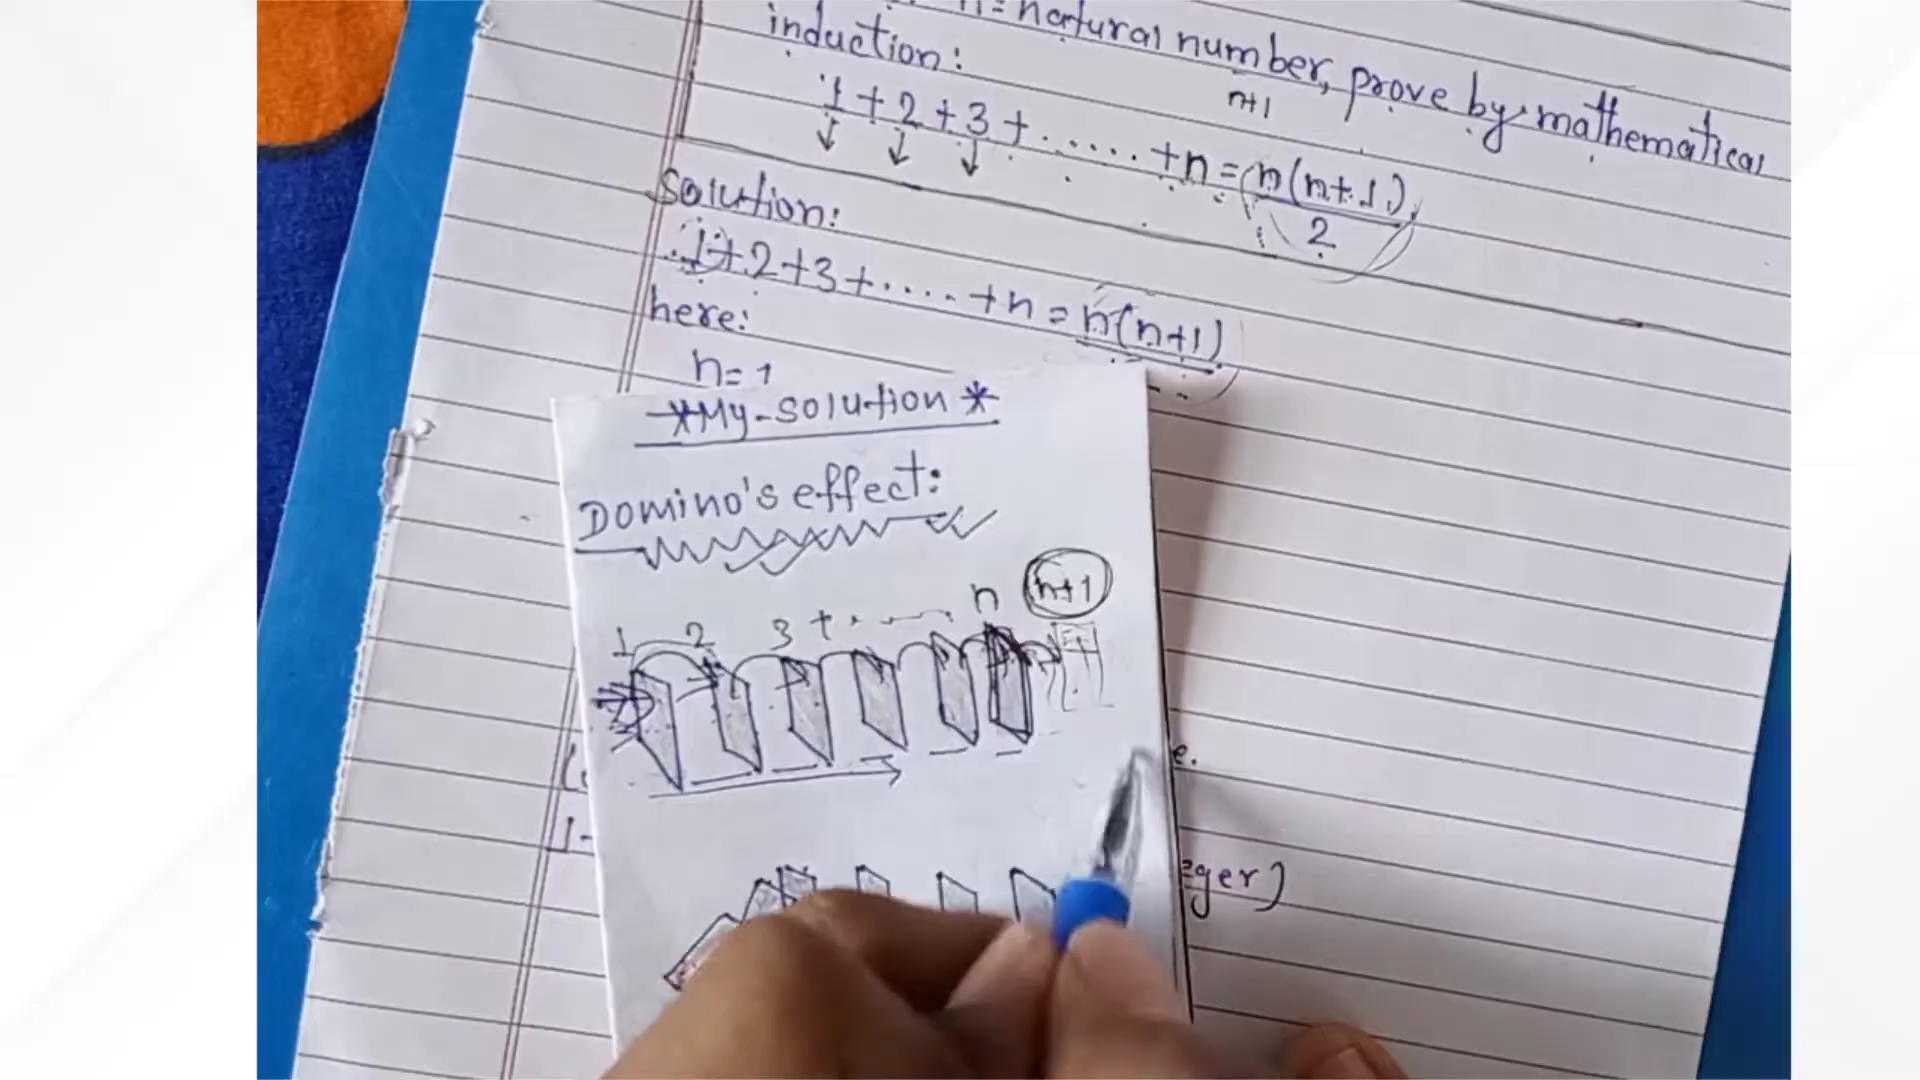 n = natural number, prove by mathematical
induction:
n+1
1 + 2 + 3 + ...... + n = n(n+1)
2
Solution:
1+2+3+.....+n = n(n+1)
here:
n=1
*My-solution*
Domino's effect:
1 2 3 + ...... n n+1
e.
eger)